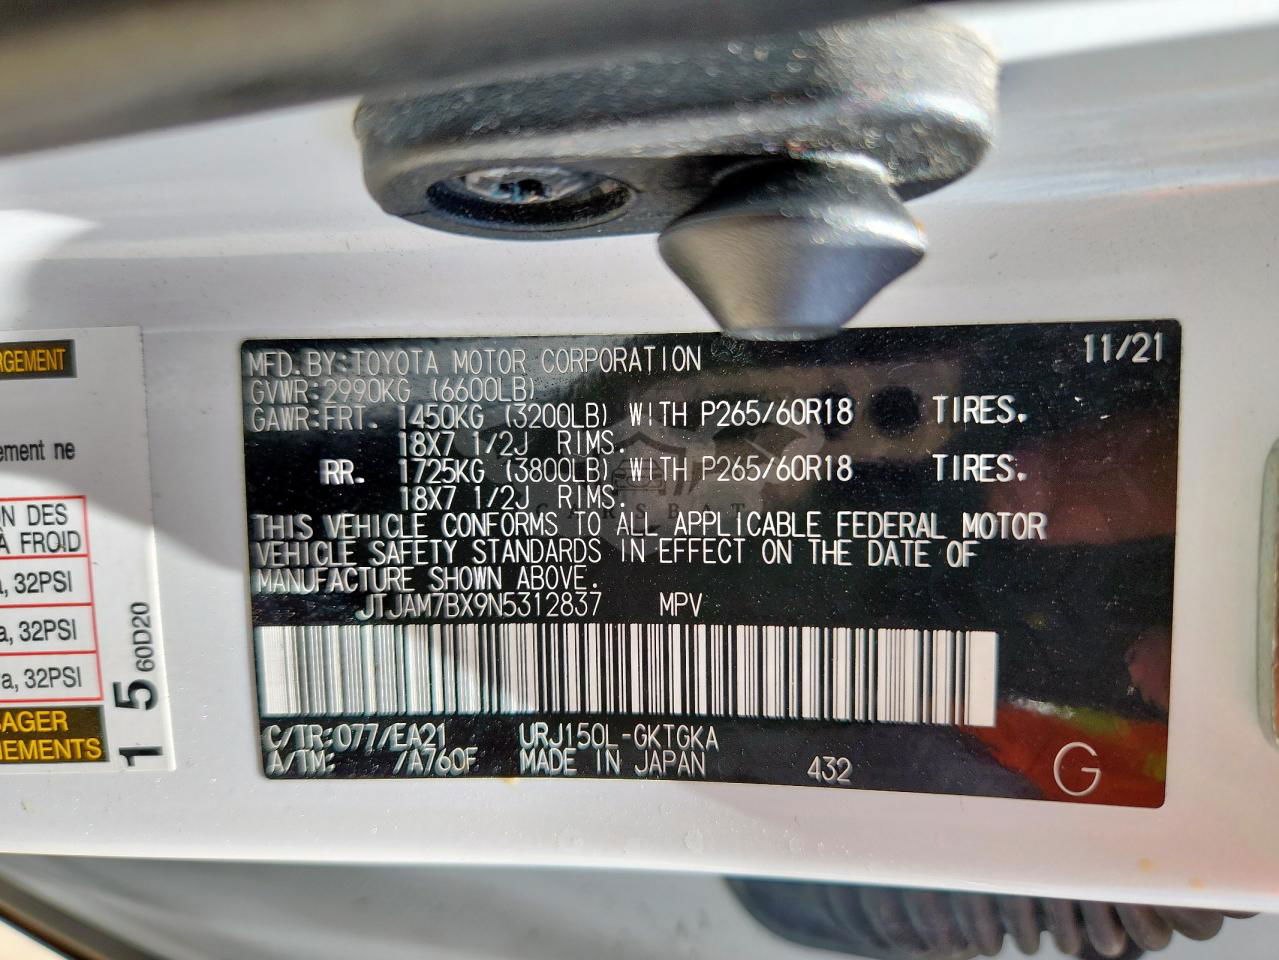 RGEMENT
ement ne
N DES
À FROID
a, 32PSI
a, 32PSI
a, 32PSI
SAGER
NEMENTS
1 5 60D20
MFD. BY: TOYOTA MOTOR CORPORATION 11/21
GVWR: 2990KG (6600LB)
GAWR: FRT. 1450KG (3200LB) WITH P265/60R18 TIRES.
18X7 1/2J RIMS.
RR. 1725KG (3800LB) WITH P265/60R18 TIRES.
18X7 1/2J RIMS.
CARSBAT
THIS VEHICLE CONFORMS TO ALL APPLICABLE FEDERAL MOTOR
VEHICLE SAFETY STANDARDS IN EFFECT ON THE DATE OF
MANUFACTURE SHOWN ABOVE.
JTJAM7BX9N5312837 MPV
C/TR: 077/EA21 URJ150L-GKTGKA
A/TM: /A760F MADE IN JAPAN 432 G